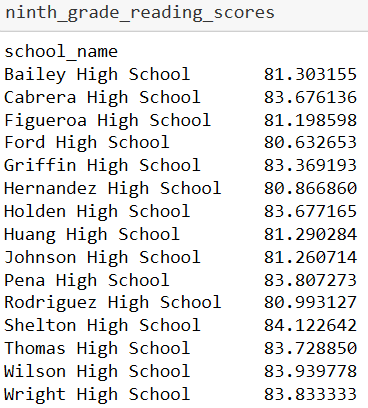 ninth_grade_reading_scores
school_name
Bailey High School 81.303155
Cabrera High School 83.676136
Figueroa High School 81.198598
Ford High School 80.632653
Griffin High School 83.369193
Hernandez High School 80.866860
Holden High School 83.677165
Huang High School 81.290284
Johnson High School 81.260714
Pena High School 83.807273
Rodriguez High School 80.993127
Shelton High School 84.122642
Thomas High School 83.728850
Wilson High School 83.939778
Wright High School 83.833333